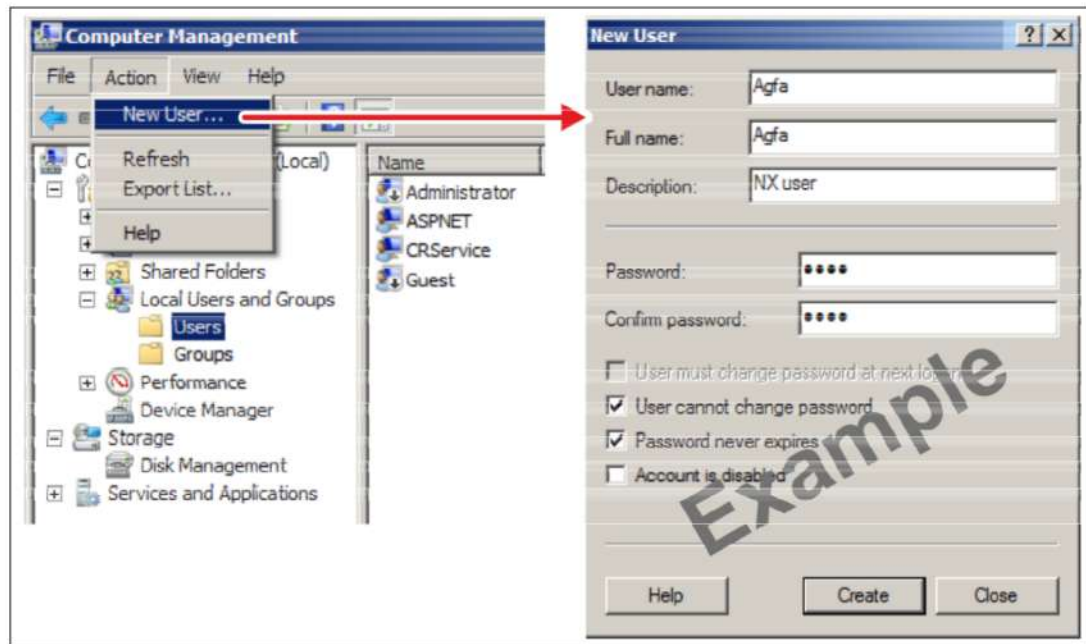 Computer Management
File Action View Help
New User...
Refresh
Export List...
Help
(Local)
Shared Folders
Local Users and Groups
Users
Groups
Performance
Device Manager
Storage
Disk Management
Services and Applications
Name
Administrator
ASPNET
CRService
Guest
New User
User name: Agfa
Full name: Agfa
Description: NX user
Password:
Confirm password:
User must change password at next logon
User cannot change password
Password never expires
Account is disabled
Example
Help Create Close